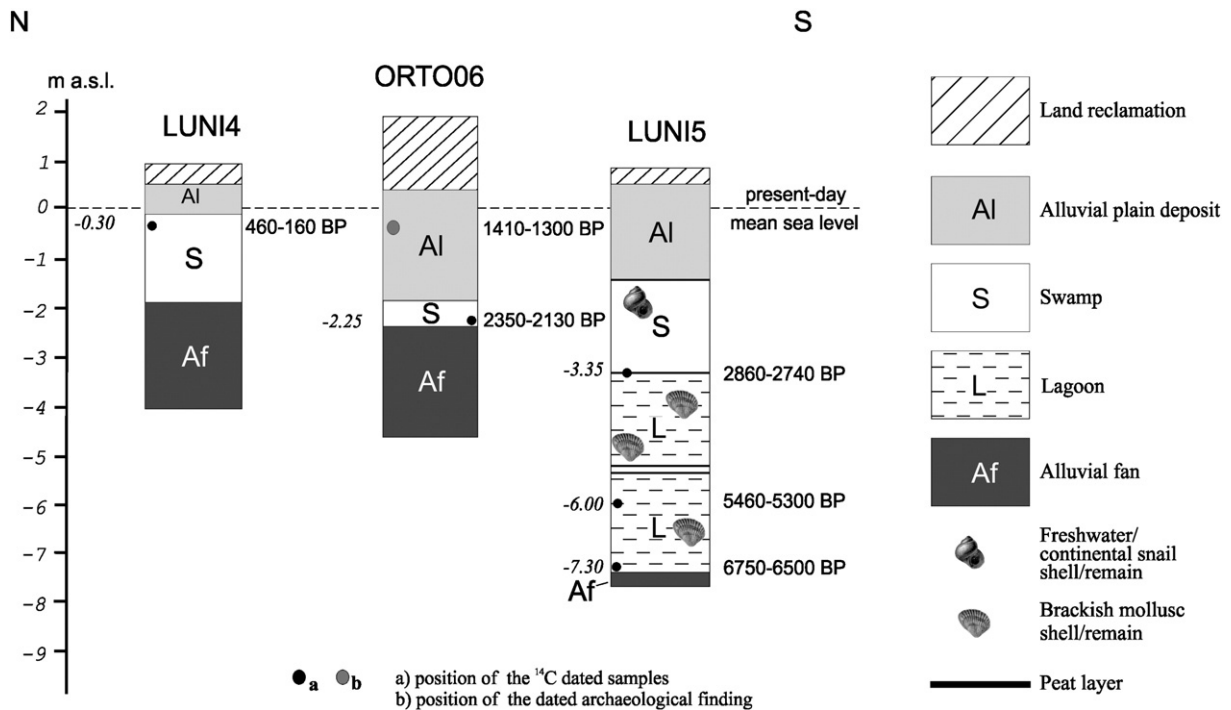 N
S
m a.s.l.
2
1
0
-1
-2
-3
-4
-5
-6
-7
-8
-9
LUNI4
Al
S
Af
-0.30
460-160 BP
ORTO06
Al
S
Af
-2.25
1410-1300 BP
2350-2130 BP
LUNI5
Al
S
L
L
Af
-3.35
-6.00
-7.30
2860-2740 BP
5460-5300 BP
6750-6500 BP
present-day
mean sea level
Land reclamation
Al
Alluvial plain deposit
S
Swamp
L
Lagoon
Af
Alluvial fan
Freshwater/
continental snail
shell/remain
Brackish mollusc
shell/remain
Peat layer
a b
a) position of the ¹⁴C dated samples
b) position of the dated archaeological finding